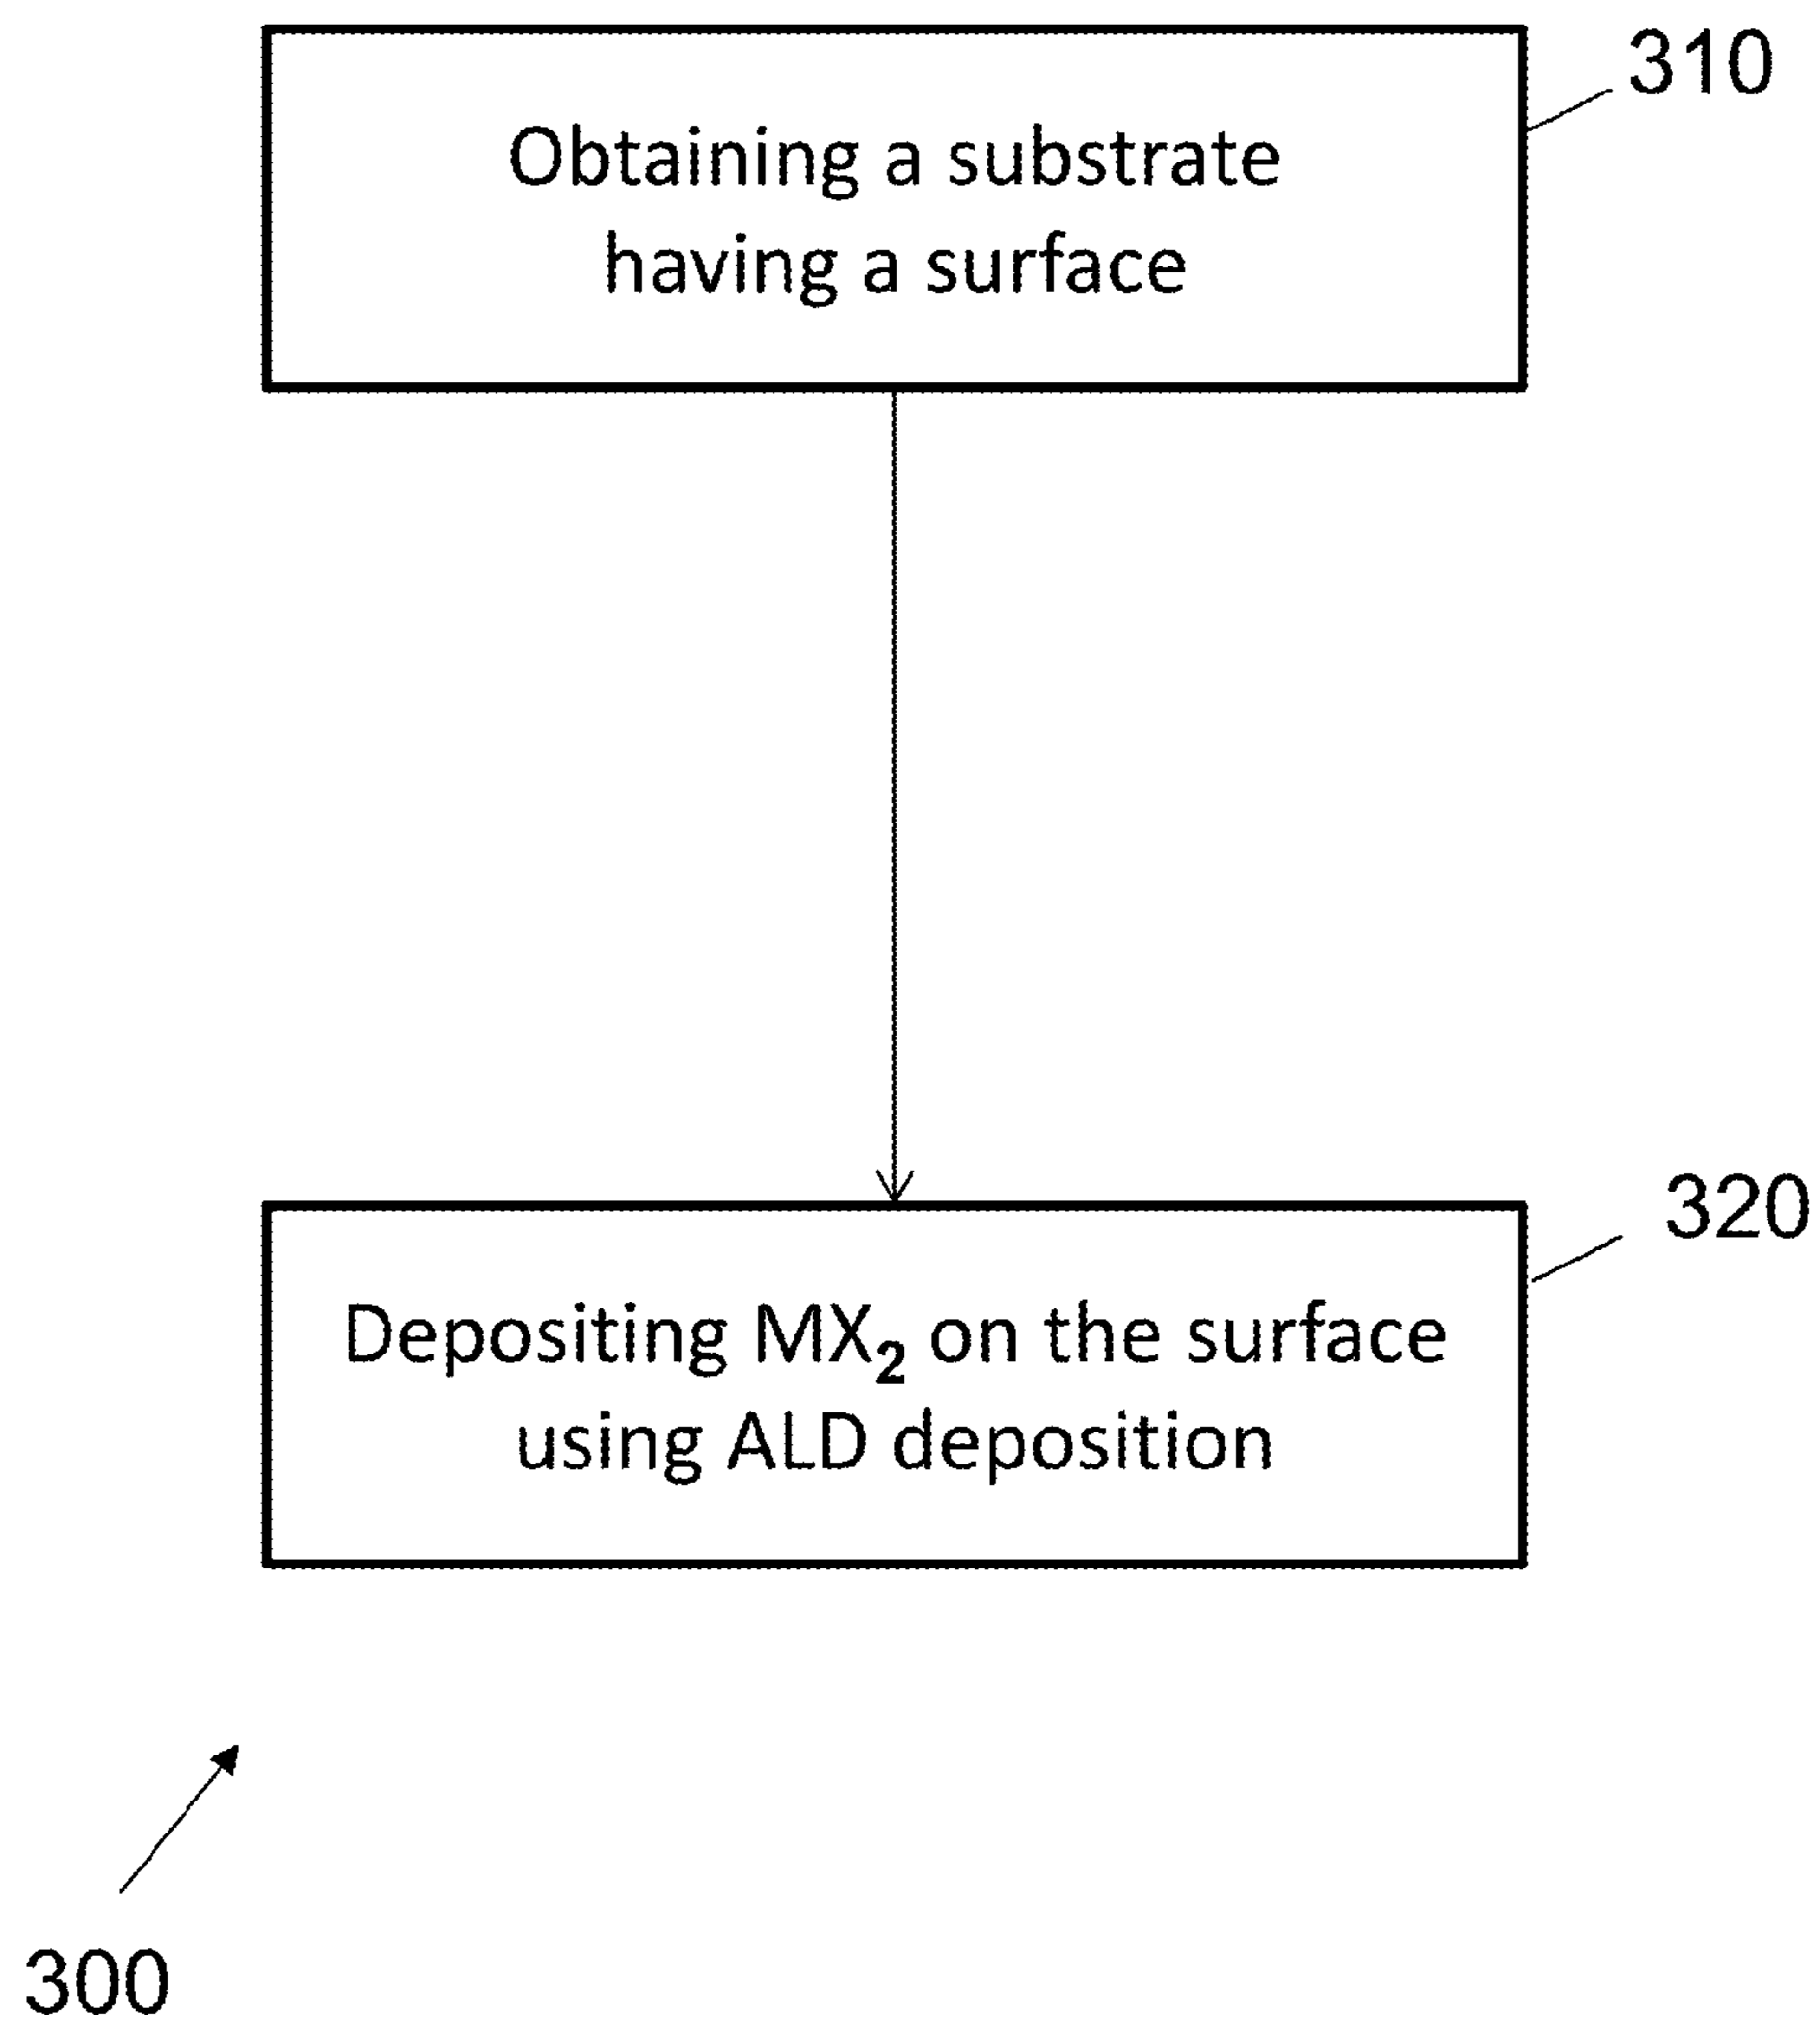 310
Obtaining a substrate
having a surface
320
Depositing MX₂ on the surface
using ALD deposition
300